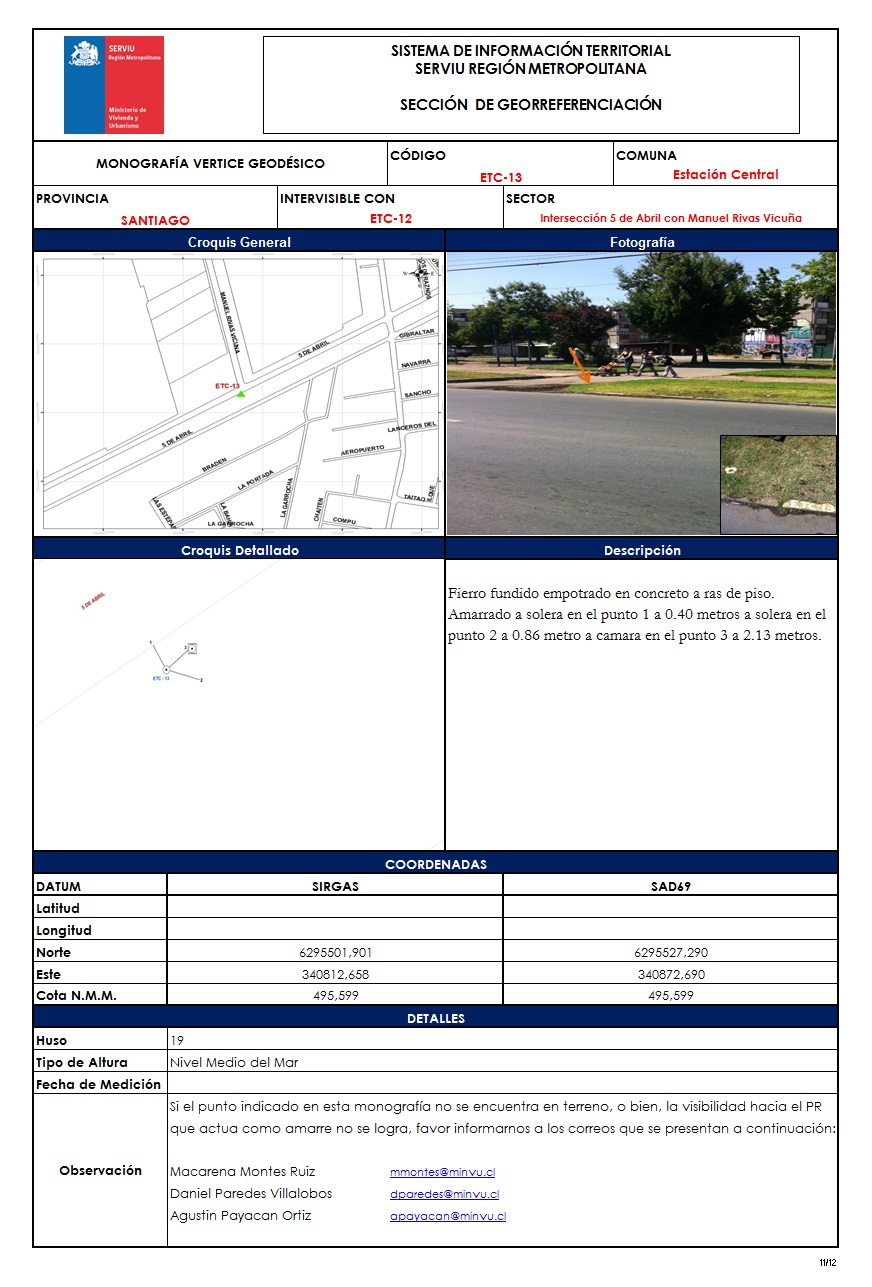 SERVIU
Región Metropolitana
Ministerio de
Vivienda y
Urbanismo
SISTEMA DE INFORMACIÓN TERRITORIAL
SERVIU REGIÓN METROPOLITANA
SECCIÓN DE GEORREFERENCIACIÓN
MONOGRAFÍA VERTICE GEODÉSICO
CÓDIGO
ETC-13
COMUNA
Estación Central
PROVINCIA
SANTIAGO
INTERVISIBLE CON
ETC-12
SECTOR
Intersección 5 de Abril con Manuel Rivas Vicuña
Croquis General
Fotografía
MANUEL RIVAS VICUÑA
5 DE ABRIL
GIBRALTAR
NAVARRA
SANCHO
LANCEROS DEL
ETC-13
5 DE ABRIL
AEROPUERTO
BRADEN
LA PORTADA
LA GARROCHA
CHAITEN
TAITAO
LAS ESTEPAS
LA GARROCHA
COMPU
Croquis Detallado
Descripción
5 DE ABRIL
1
3
2
ETC - 13
Fierro fundido empotrado en concreto a ras de piso.
Amarrado a solera en el punto 1 a 0.40 metros a solera en el
punto 2 a 0.86 metro a camara en el punto 3 a 2.13 metros.
COORDENADAS
DATUM SIRGAS SAD69
Latitud
Longitud
Norte 6295501,901 6295527,290
Este 340812,658 340872,690
Cota N.M.M. 495,599 495,599
DETALLES
Huso 19
Tipo de Altura Nivel Medio del Mar
Fecha de Medición
Observación
Si el punto indicado en esta monografía no se encuentra en terreno, o bien, la visibilidad hacia el PR
que actua como amarre no se logra, favor informarnos a los correos que se presentan a continuación:
Macarena Montes Ruiz mmontes@minvu.cl
Daniel Paredes Villalobos dparedes@minvu.cl
Agustin Payacan Ortiz apayacan@minvu.cl
11/12